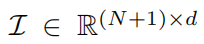 𝓘 ∈ ℝ^{(N+1)×d}